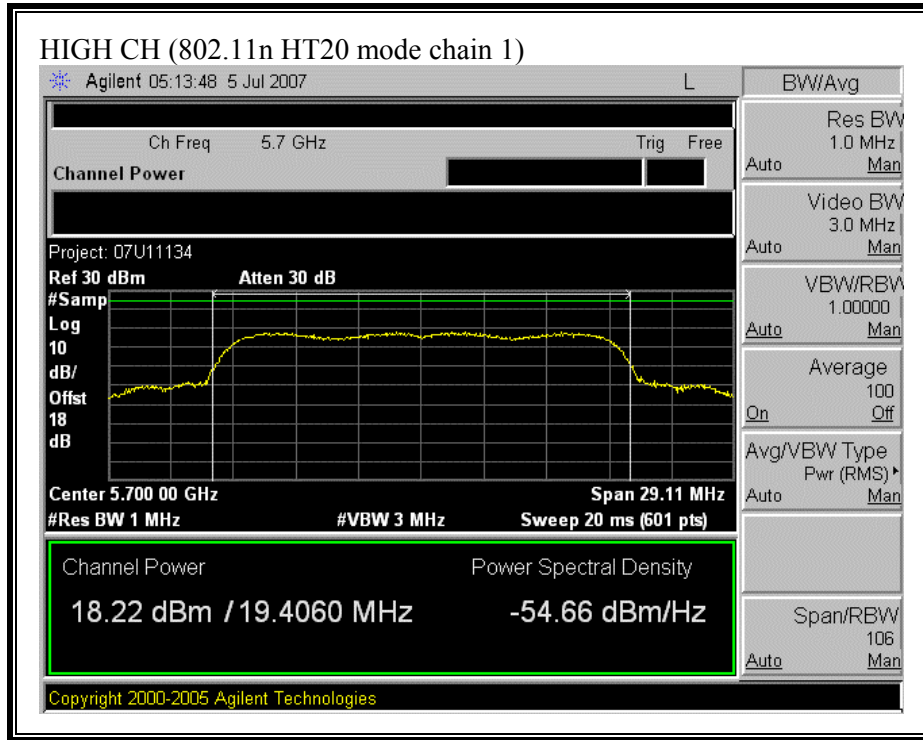 HIGH CH (802.11n HT20 mode chain 1)
Agilent 05:13:48 5 Jul 2007 L
Ch Freq 5.7 GHz Trig Free
Channel Power
Project: 07U11134
Ref 30 dBm Atten 30 dB
#Samp
Log
10
dB/
Offst
18
dB
Center 5.700 00 GHz Span 29.11 MHz
#Res BW 1 MHz #VBW 3 MHz Sweep 20 ms (601 pts)
Channel Power Power Spectral Density
18.22 dBm / 19.4060 MHz -54.66 dBm/Hz
Copyright 2000-2005 Agilent Technologies
BW/Avg
Res BW
1.0 MHz
Auto Man
Video BW
3.0 MHz
Auto Man
VBW/RBW
1.00000
Auto Man
Average
100
On Off
Avg/VBW Type
Pwr (RMS)
Auto Man
Span/RBW
106
Auto Man